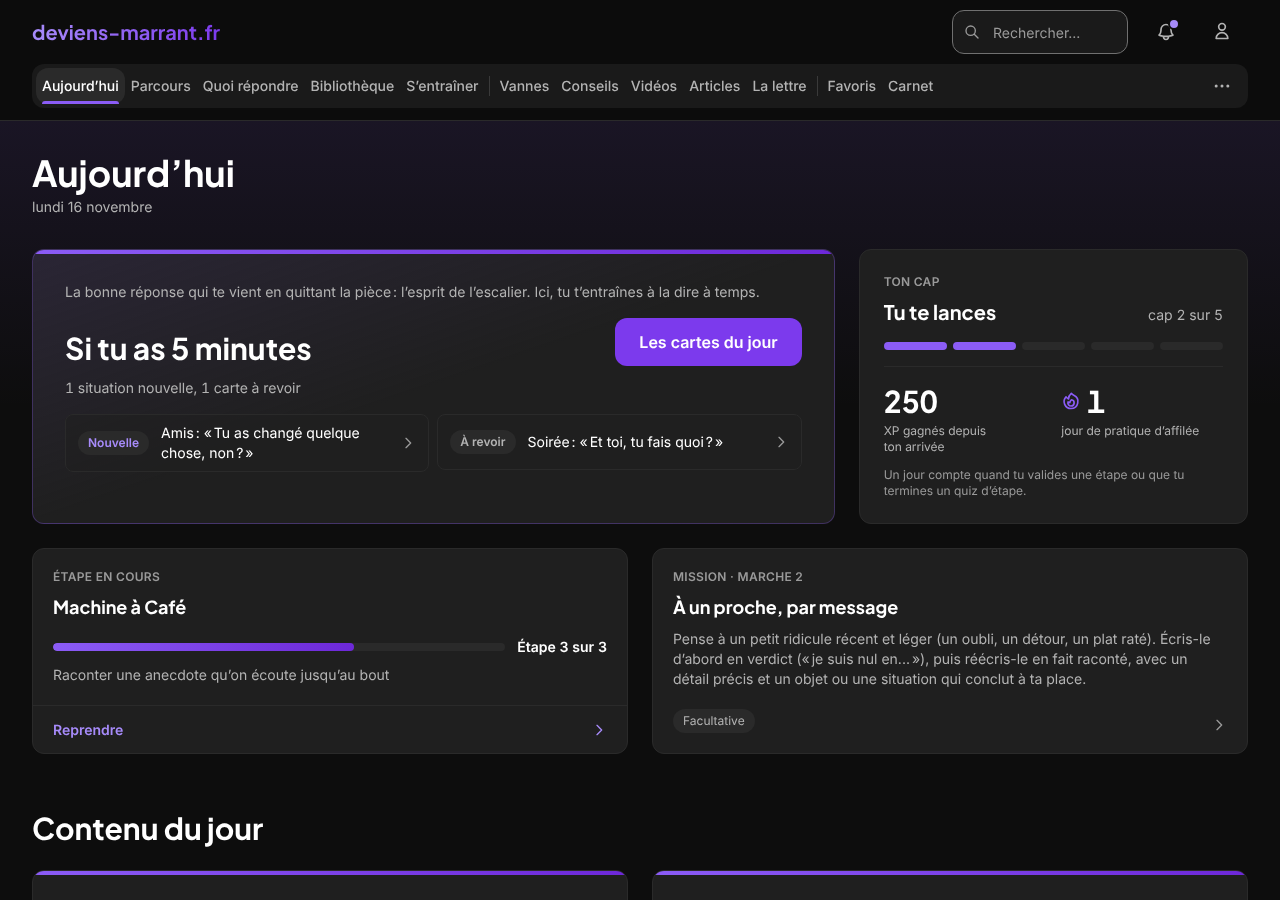 deviens-marrant.fr
Rechercher...
Aujourd’hui Parcours Quoi répondre Bibliothèque S’entraîner Vannes Conseils Vidéos Articles La lettre Favoris Carnet
Aujourd’hui
lundi 16 novembre
La bonne réponse qui te vient en quittant la pièce : l’esprit de l’escalier. Ici, tu t’entraînes à la dire à temps.
Si tu as 5 minutes
Les cartes du jour
1 situation nouvelle, 1 carte à revoir
Nouvelle
Amis : « Tu as changé quelque
chose, non ? »
À revoir
Soirée : « Et toi, tu fais quoi ? »
TON CAP
Tu te lances
cap 2 sur 5
250
XP gagnés depuis
ton arrivée
1
jour de pratique d’affilée
Un jour compte quand tu valides une étape ou que tu
termines un quiz d’étape.
ÉTAPE EN COURS
Machine à Café
Étape 3 sur 3
Raconter une anecdote qu’on écoute jusqu’au bout
Reprendre
MISSION · MARCHE 2
À un proche, par message
Pense à un petit ridicule récent et léger (un oubli, un détour, un plat raté). Écris-le
d’abord en verdict (« je suis nul en… »), puis réécris-le en fait raconté, avec un
détail précis et un objet ou une situation qui conclut à ta place.
Facultative
Contenu du jour